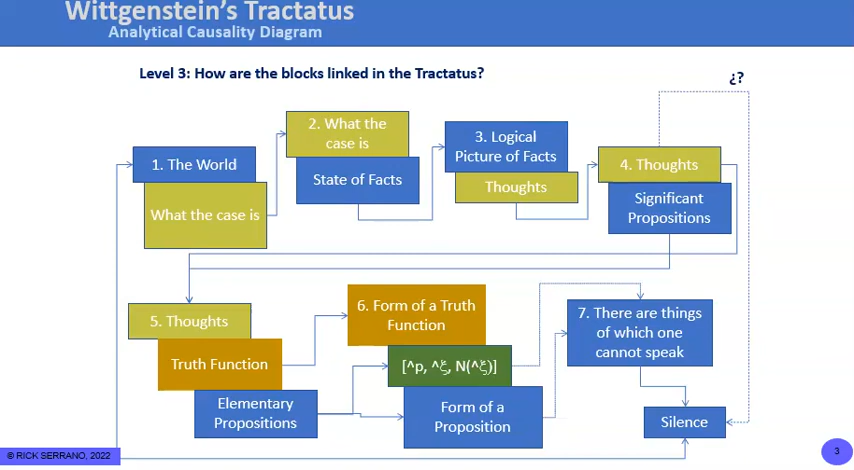 Wittgenstein's Tractatus
Analytical Causality Diagram
Level 3: How are the blocks linked in the Tractatus?
¿?
1. The World
What the case is
2. What the
case is
State of Facts
3. Logical
Picture of Facts
Thoughts
4. Thoughts
Significant
Propositions
5. Thoughts
Truth Function
Elementary
Propositions
6. Form of a Truth
Function
[^p, ^ξ, N(^ξ)]
Form of a
Proposition
7. There are things
of which one
cannot speak
Silence
© RICK SERRANO, 2022
3